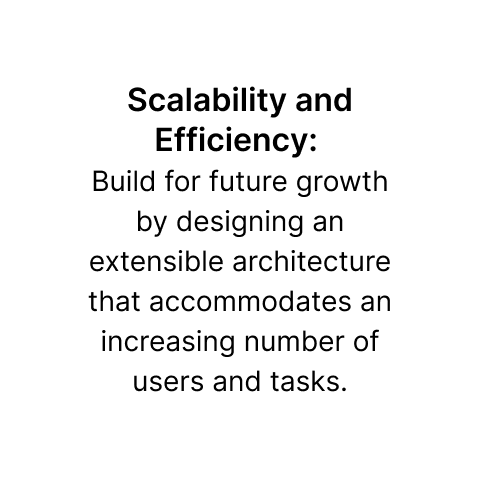 Scalability and
Efficiency:
Build for future growth
by designing an
extensible architecture
that accommodates an
increasing number of
users and tasks.